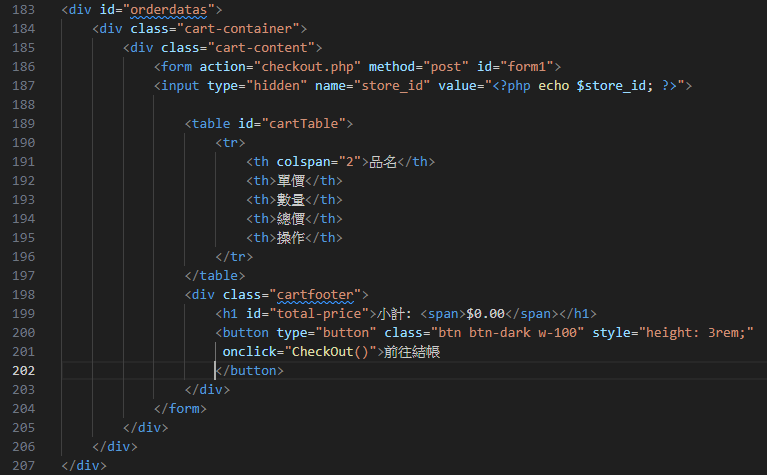 183 <div id="orderdatas">
184 <div class="cart-container">
185 <div class="cart-content">
186 <form action="checkout.php" method="post" id="form1">
187 <input type="hidden" name="store_id" value="<?php echo $store_id; ?>">
188
189 <table id="cartTable">
190 <tr>
191 <th colspan="2">品名</th>
192 <th>單價</th>
193 <th>數量</th>
194 <th>總價</th>
195 <th>操作</th>
196 </tr>
197 </table>
198 <div class="cartfooter">
199 <h1 id="total-price">小計: <span>$0.00</span></h1>
200 <button type="button" class="btn btn-dark w-100" style="height: 3rem;"
201 onclick="CheckOut()">前往結帳
202 </button>
203 </div>
204 </form>
205 </div>
206 </div>
207 </div>